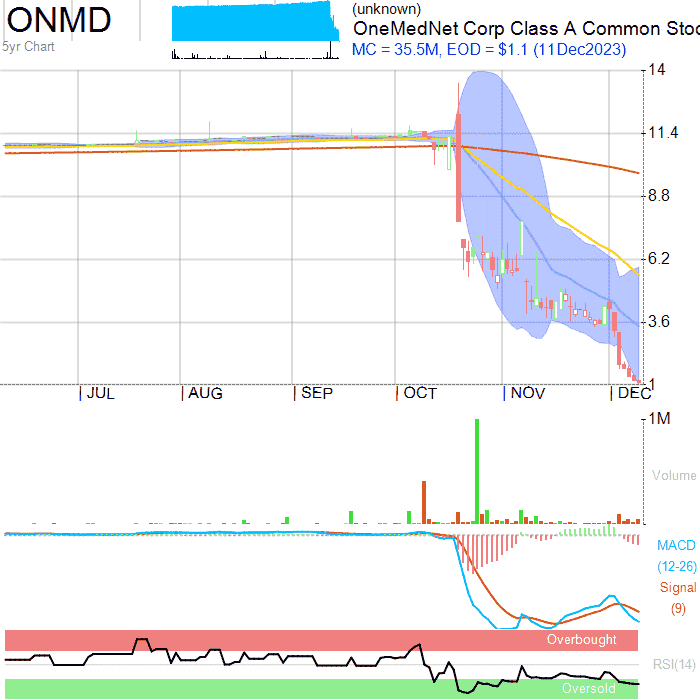 ONMD
5yr Chart
(unknown)
OneMedNet Corp Class A Common Stoc
MC = 35.5M, EOD = $1.1 (11Dec2023)
14
11.4
8.8
6.2
3.6
1
JUL AUG SEP OCT NOV DEC
1M
Volume
MACD
(12-26)
Signal
(9)
Overbought
RSI(14)
Oversold